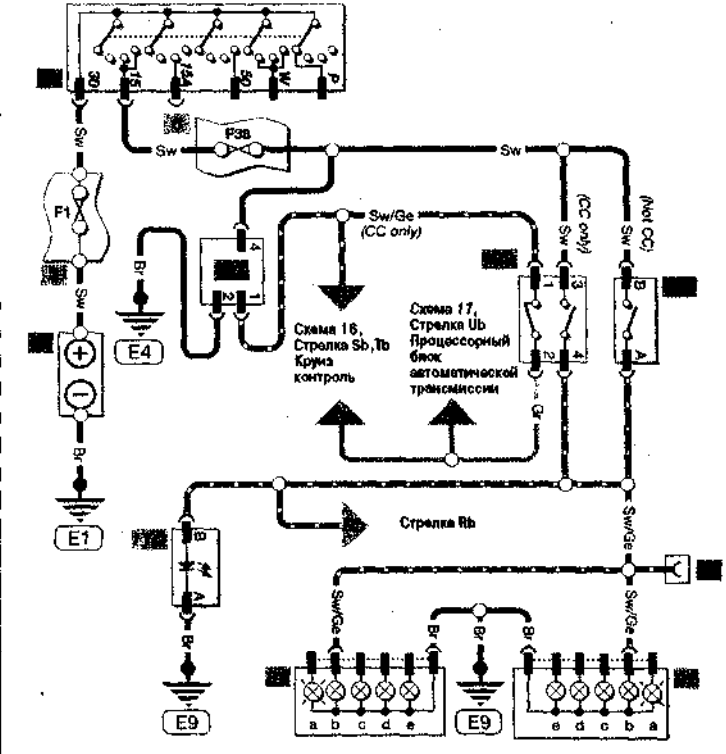 30
15
15A
50
W
P
F38
Sw
Sw
Sw
F1
Sw
Br
E1
Br
E4
4
2
1
Sw/Ge
(CC only)
Схема 16,
Стрелка Sb,Tb
Круиз
контроль
Схема 17,
Стрелка Ub
Процессорный
блок
автоматической
трансмиссии
Sw
(CC only)
Sw
(Not CC)
1
3
2
4
B
A
Gr
Стрелка Rb
B
A
Br
E9
Sw/Ge
Sw/Ge
Sw/Ge
Br
Br
Br
E9
a b c d e
e d c b a